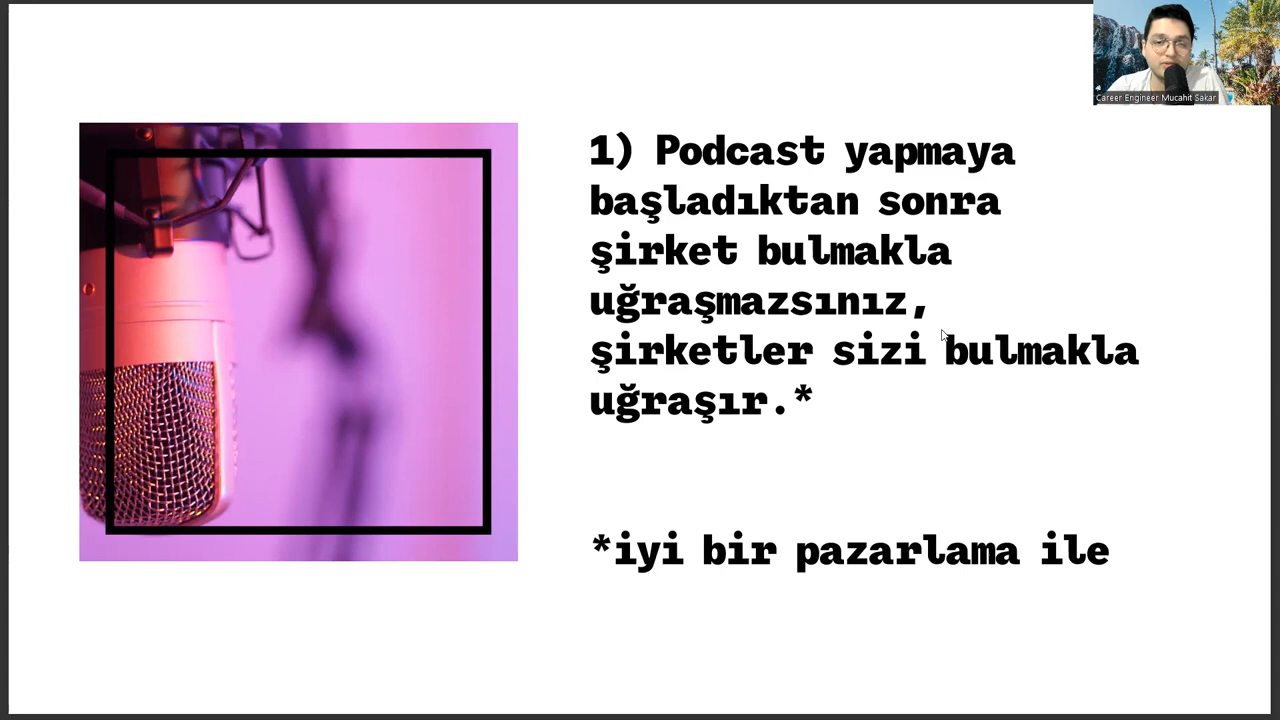 Career Engineer Mucahit Sakar
1) Podcast yapmaya
başladıktan sonra
şirket bulmakla
uğraşmazsınız,
şirketler sizi bulmakla
uğraşır.*
*iyi bir pazarlama ile